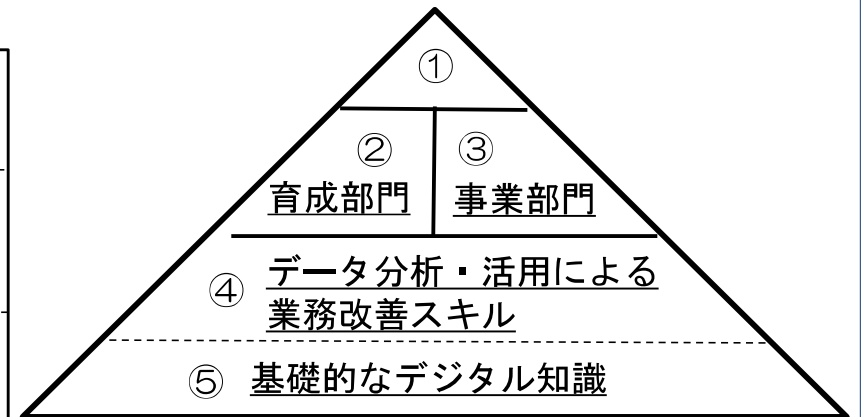 ①
② ③
育成部門 事業部門
④ データ分析・活用による
業務改善スキル
⑤ 基礎的なデジタル知識